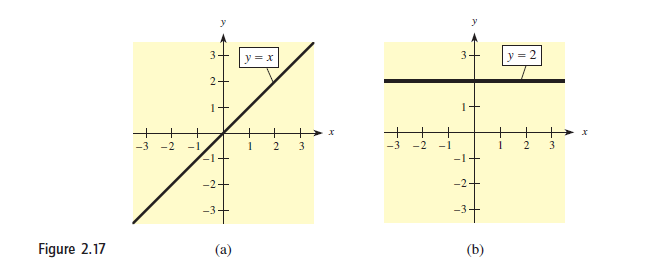 y
3
y = x
2
1
x
–3 –2 –1 1 2 3
–1
–2
–3
(a)
y
3
y = 2
1
x
–3 –2 –1 1 2 3
–1
–2
–3
(b)
Figure 2.17